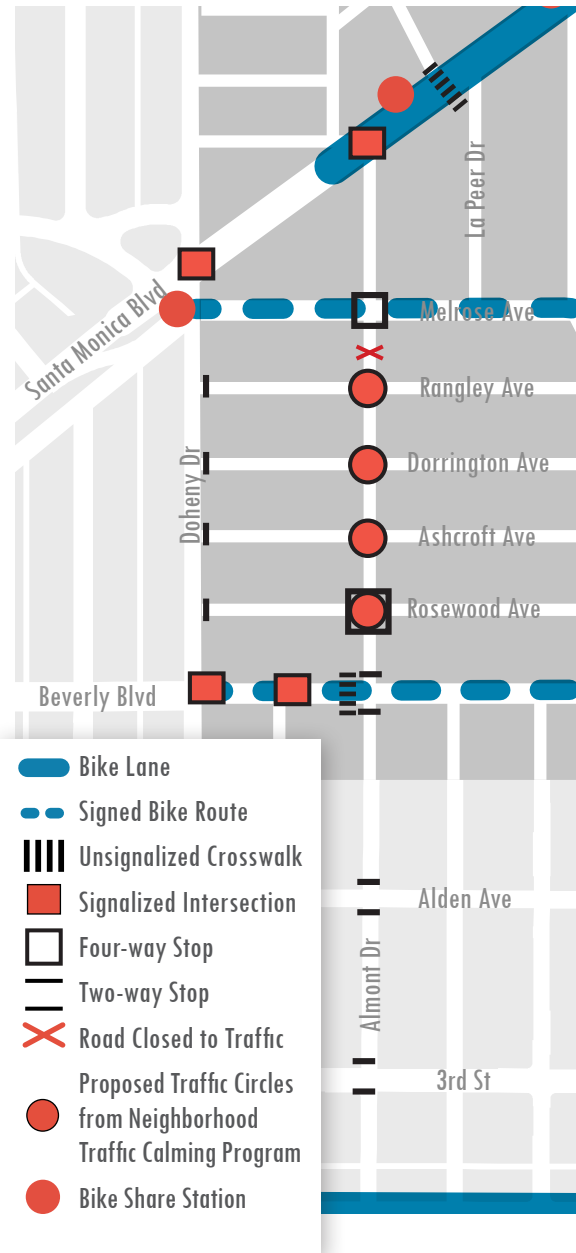 La Peer Dr
Santa Monica Blvd
Melrose Ave
Rangley Ave
Doheny Dr
Dorrington Ave
Ashcroft Ave
Rosewood Ave
Beverly Blvd
Bike Lane
Signed Bike Route
Unsignalized Crosswalk
Signalized Intersection
Four-way Stop
Two-way Stop
Road Closed to Traffic
Proposed Traffic Circles
from Neighborhood
Traffic Calming Program
Bike Share Station
Alden Ave
Almont Dr
3rd St